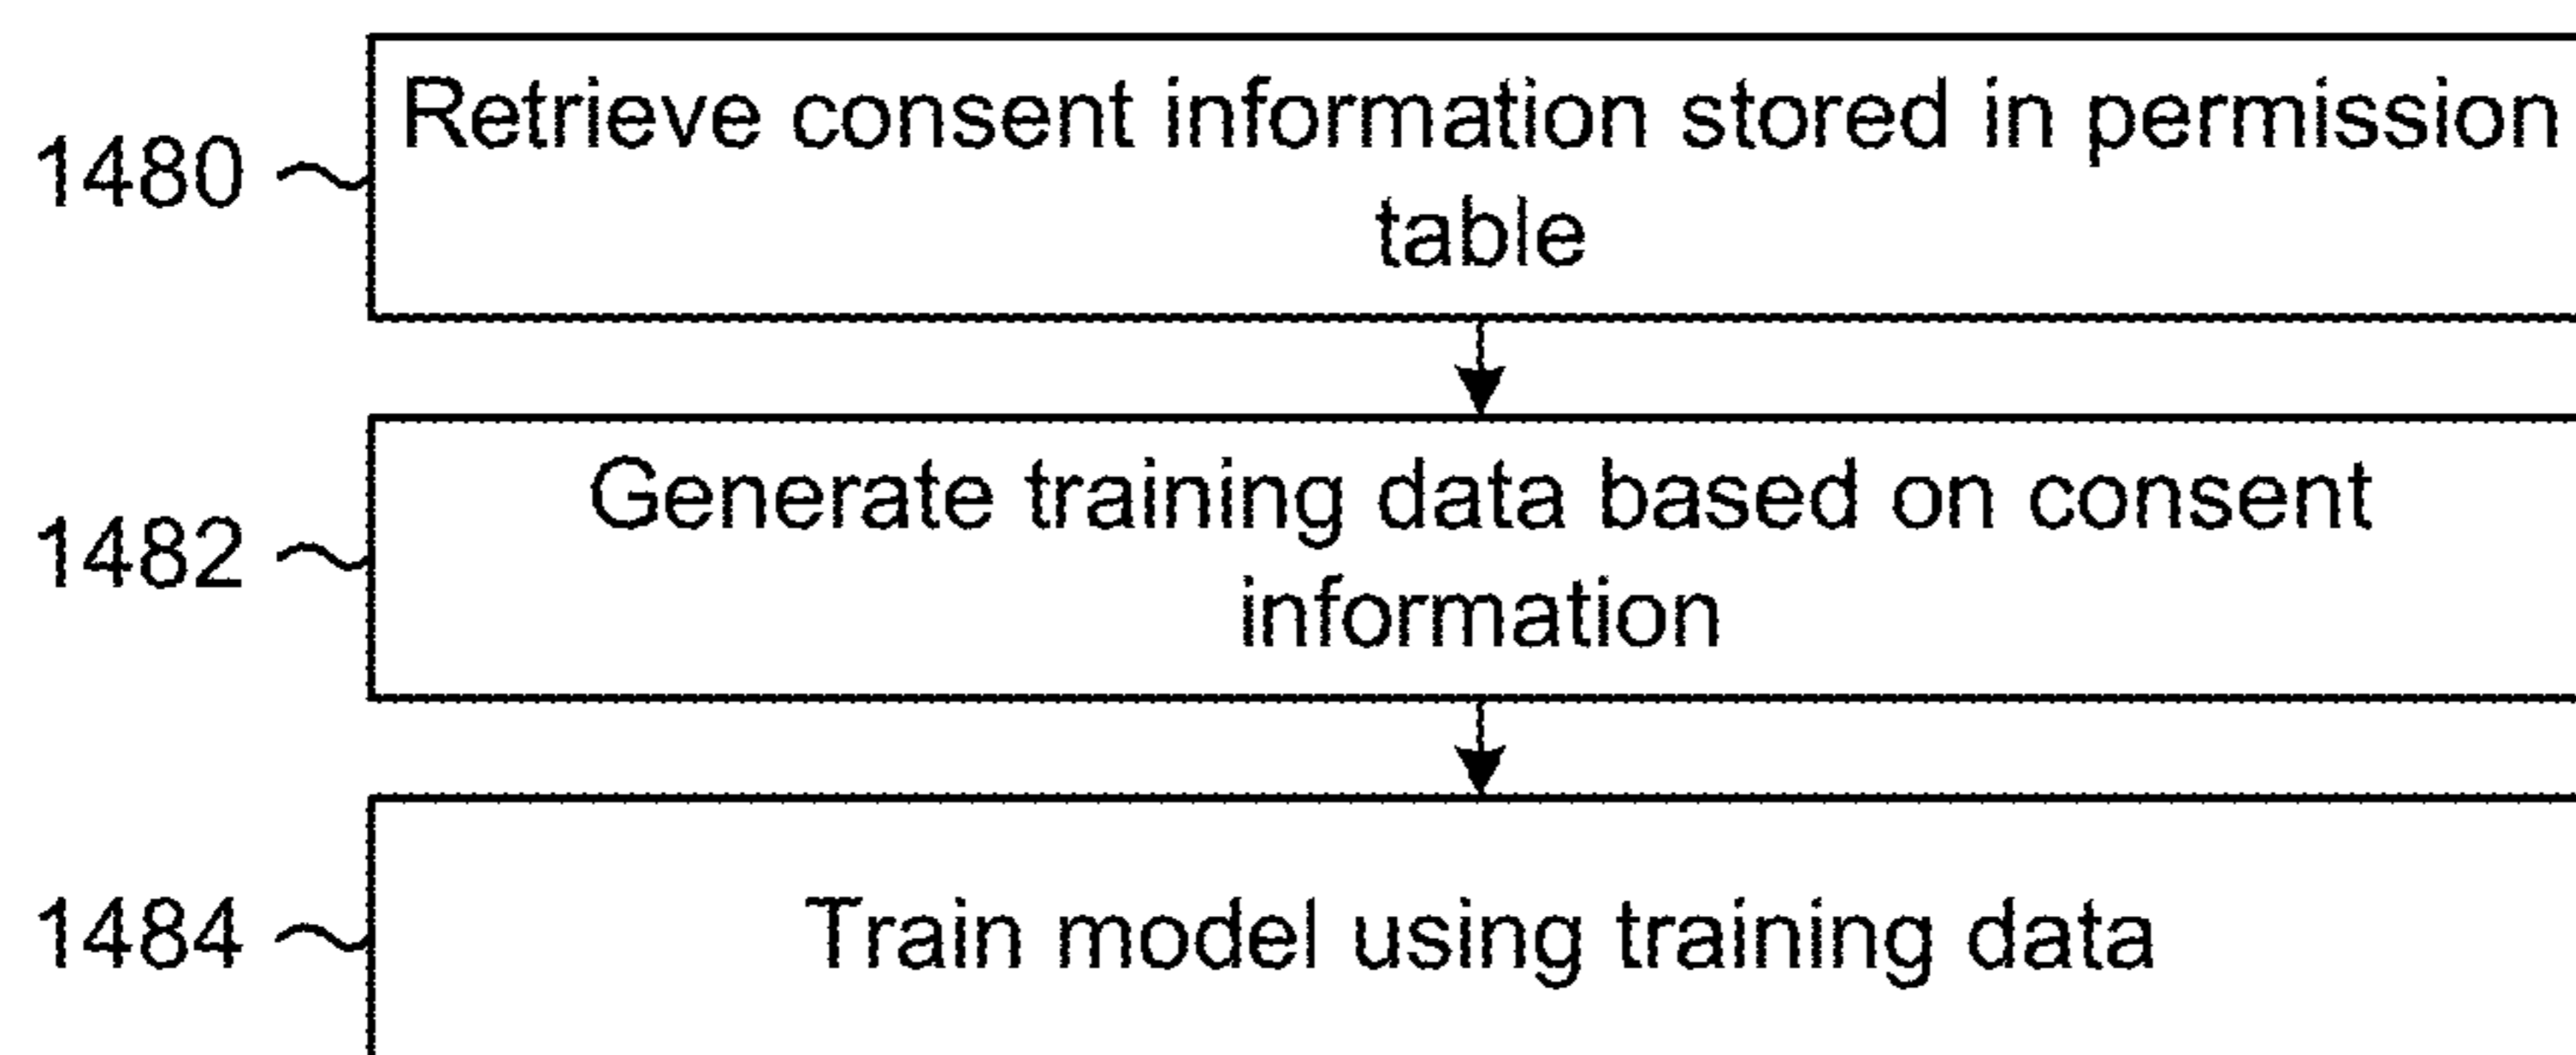 Retrieve consent information stored in permission
1480
table
Generate training data based on consent
1482
information
1484
Train model using training data